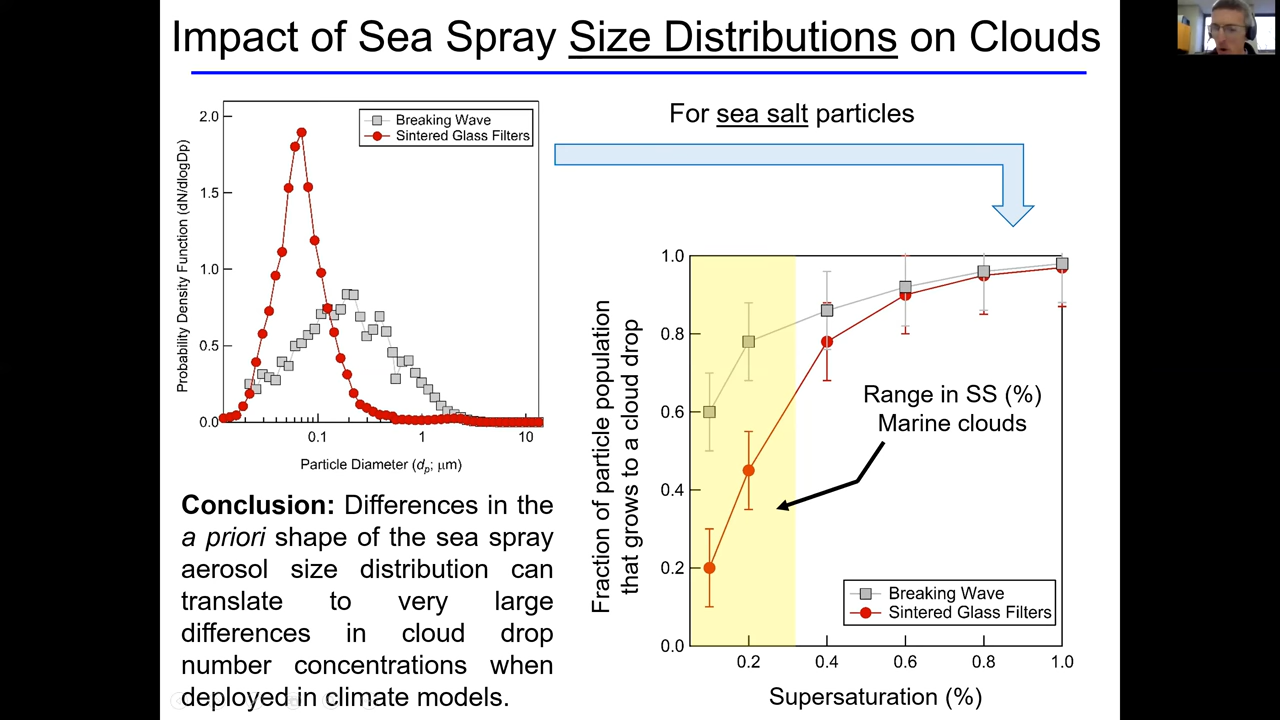 Impact of Sea Spray Size Distributions on Clouds
2.0
1.5
1.0
0.5
0.0
Probability Density Function (dN/dlogDp)
Breaking Wave
Sintered Glass Filters
0.1
1
10
Particle Diameter (dp; μm)
For sea salt particles
Conclusion: Differences in the
a priori shape of the sea spray
aerosol size distribution can
translate to very large
differences in cloud drop
number concentrations when
deployed in climate models.
Fraction of particle population
that grows to a cloud drop
1.0
0.8
0.6
0.4
0.2
0.0
Range in SS (%)
Marine clouds
Breaking Wave
Sintered Glass Filters
0.2
0.4
0.6
0.8
1.0
Supersaturation (%)